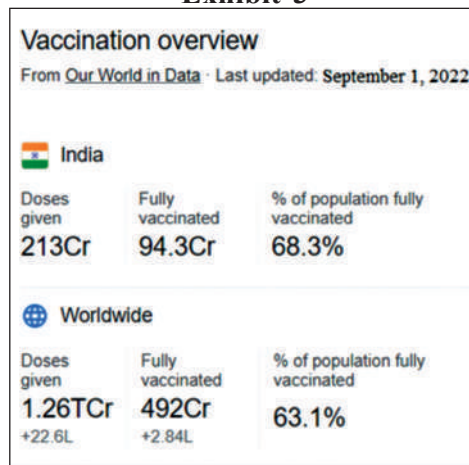 Vaccination overview
From Our World in Data · Last updated: September 1, 2022
India
Doses given
Fully vaccinated
% of population fully vaccinated
213Cr
94.3Cr
68.3%
Worldwide
Doses given
Fully vaccinated
% of population fully vaccinated
1.26TCr
492Cr
63.1%
+22.6L
+2.84L